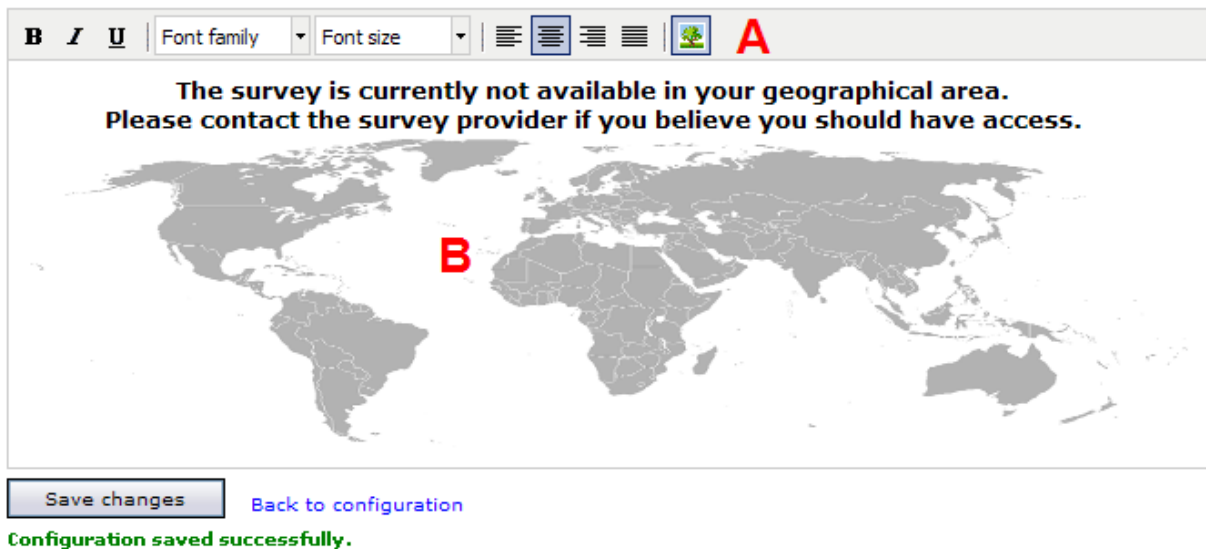 B I U Font family Font size A
The survey is currently not available in your geographical area.
Please contact the survey provider if you believe you should have access.
B
Save changes Back to configuration
Configuration saved successfully.